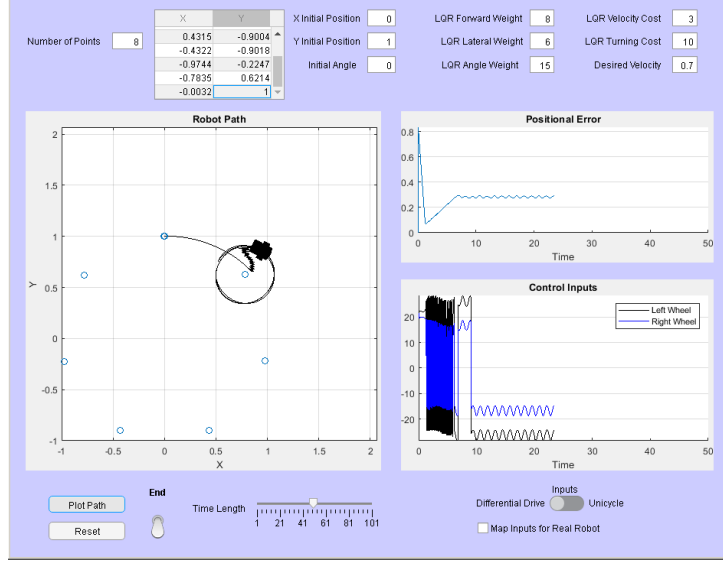 X Y
Number of Points 8
0.4315 -0.9004
-0.4322 -0.9018
-0.9744 -0.2247
-0.7835 0.6214
-0.0032 1
X Initial Position 0
Y Initial Position 1
Initial Angle 0
LQR Forward Weight 8
LQR Lateral Weight 6
LQR Angle Weight 15
LQR Velocity Cost 3
LQR Turning Cost 10
Desired Velocity 0.7
Robot Path
2
1.5
1
0.5
0
-0.5
-1
Y
-1 -0.5 0 0.5 1 1.5 2
X
Positional Error
0.8
0.6
0.4
0.2
0
0 10 20 30 40 50
Time
Control Inputs
Left Wheel
Right Wheel
20
10
0
-10
-20
0 10 20 30 40 50
Time
Plot Path
Reset
End
Time Length
1 21 41 61 81 101
Inputs
Differential Drive Unicycle
Map Inputs for Real Robot